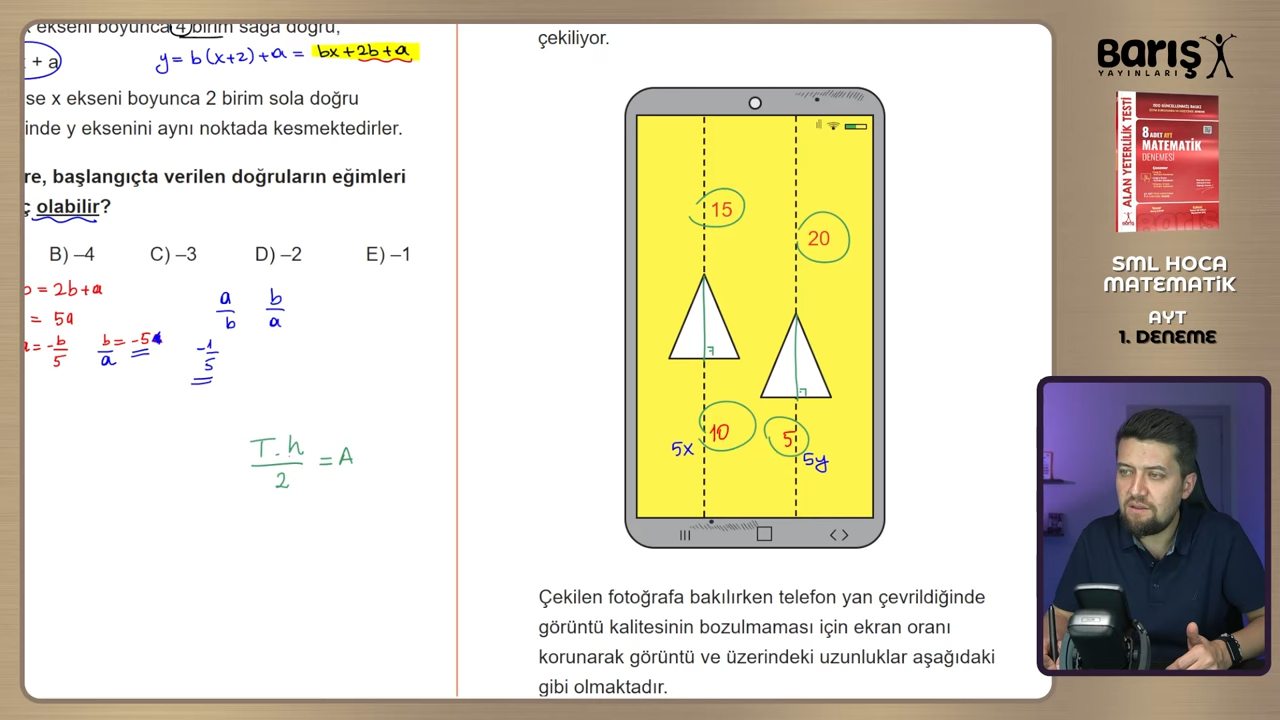 x ekseni boyunca 4 birim sağa doğru,
+ a
y = b(x+2) + a = bx + 2b + a
se x ekseni boyunca 2 birim sola doğru
inde y eksenini aynı noktada kesmektedirler.
re, başlangıçta verilen doğruların eğimleri
ç olabilir?
B) –4 C) –3 D) –2 E) –1
b = 2b + a
= 5a
a = -b/5
b/a = -5
a/b b/a
-1/5
T.h/2 = A
çekiliyor.
15
20
10
5
5x
5y
Çekilen fotoğrafa bakılırken telefon yan çevrildiğinde
görüntü kalitesinin bozulmaması için ekran oranı
korunarak görüntü ve üzerindeki uzunluklar aşağıdaki
gibi olmaktadır.
BARIŞ
YAYINLARI
ALAN YETERLİLİK TESTİ
8 ADET AYT
MATEMATİK
DENEMESİ
BARIŞ
SML HOCA
MATEMATİK
AYT
1. DENEME